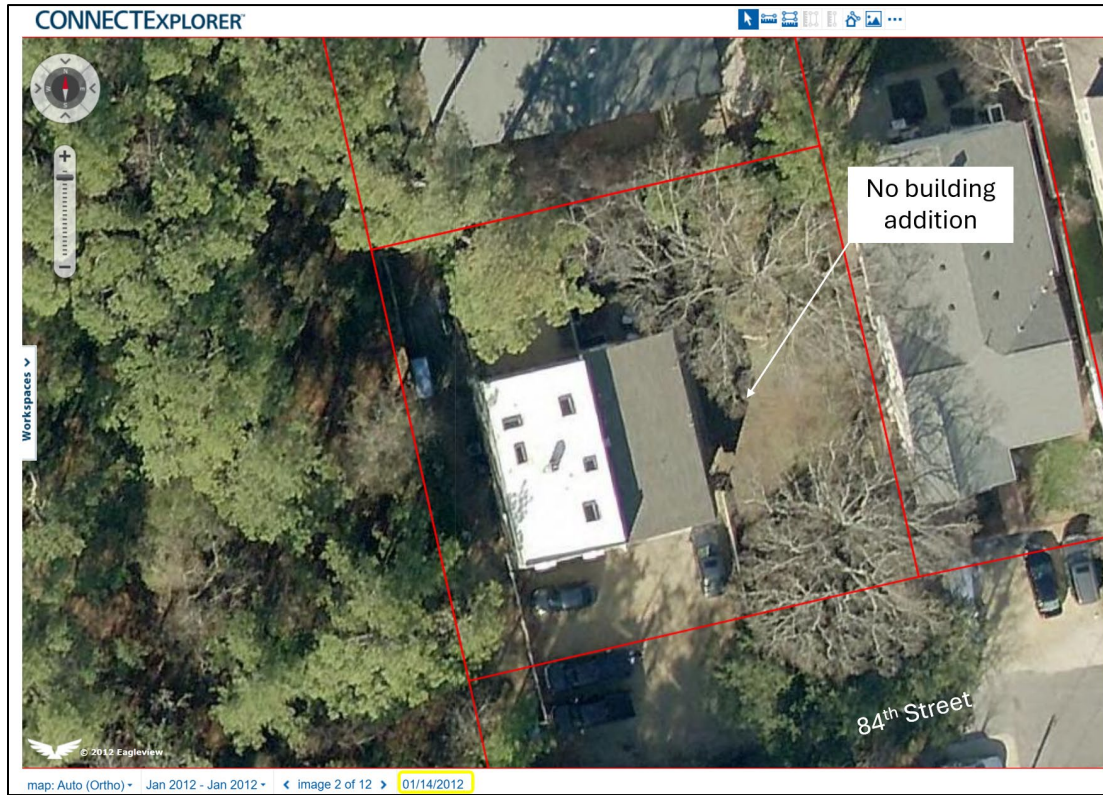 CONNECTEXPLORER™
N
+
−
Workspaces
No building
addition
84th Street
© 2012 Eagleview
map: Auto (Ortho) Jan 2012 - Jan 2012 image 2 of 12 01/14/2012